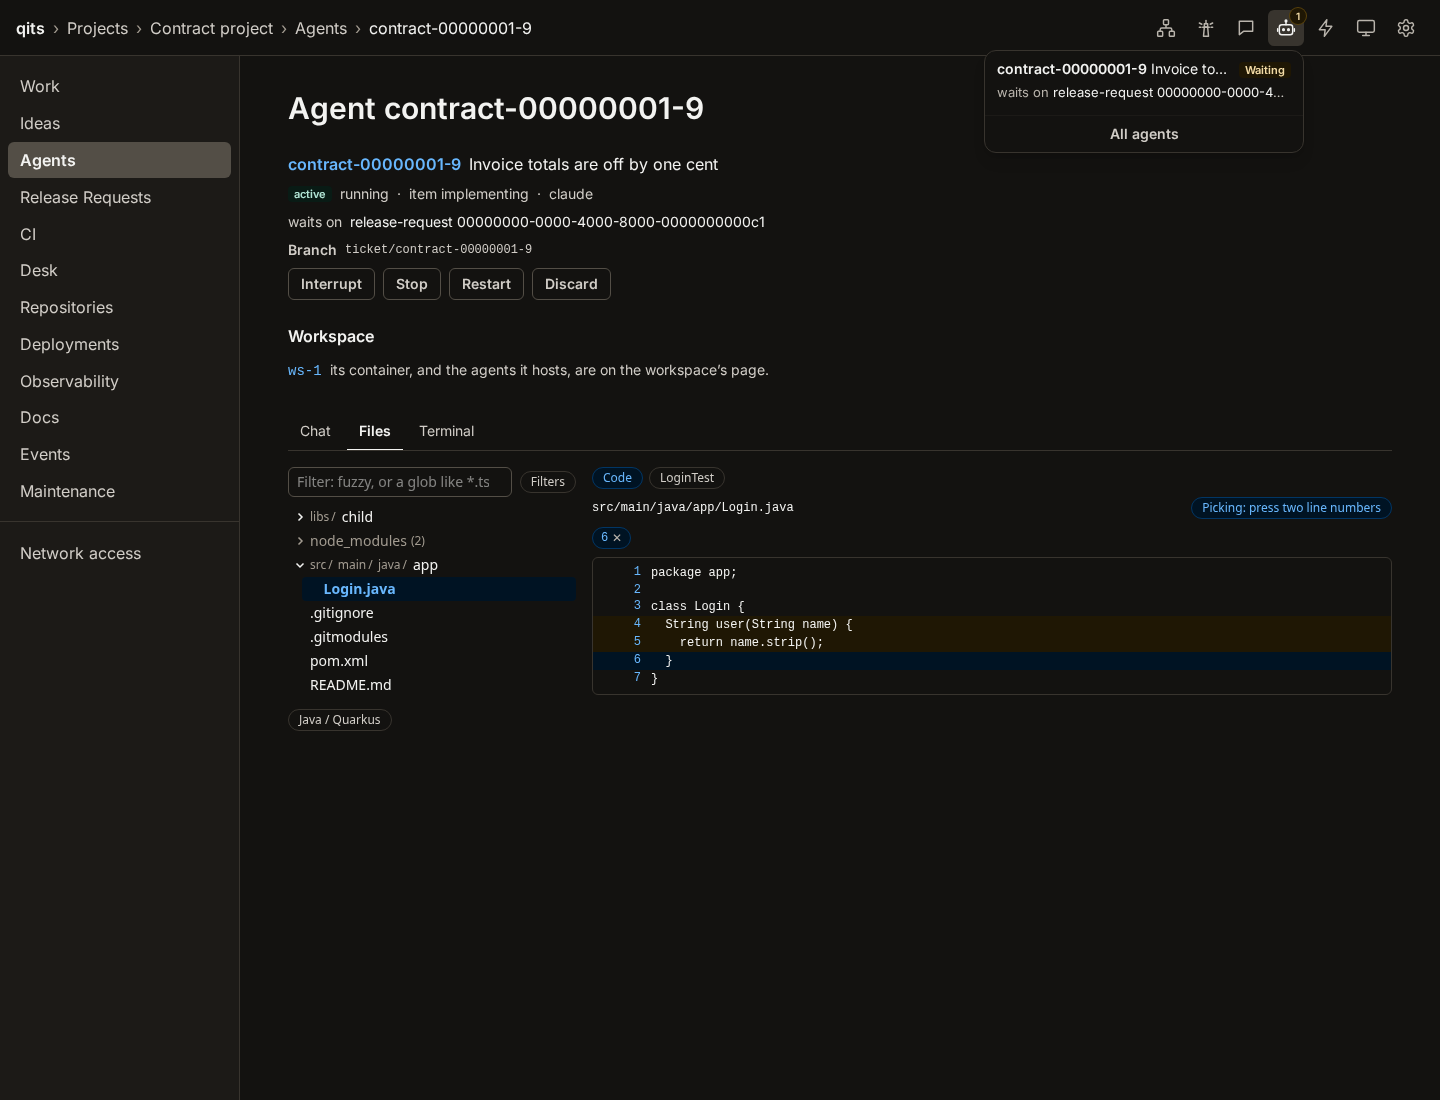 qits › Projects › Contract project › Agents › contract-00000001-9
1
contract-00000001-9 Invoice to... Waiting
waits on release-request 00000000-0000-4...
All agents
Work
Ideas
Agents
Release Requests
CI
Desk
Repositories
Deployments
Observability
Docs
Events
Maintenance
Network access
Agent contract-00000001-9
contract-00000001-9 Invoice totals are off by one cent
active running · item implementing · claude
waits on release-request 00000000-0000-4000-8000-0000000000c1
Branch ticket/contract-00000001-9
Interrupt Stop Restart Discard
Workspace
ws-1 its container, and the agents it hosts, are on the workspace’s page.
Chat Files Terminal
Filter: fuzzy, or a glob like *.ts Filters
libs/ child
node_modules (2)
src/ main/ java/ app
Login.java
.gitignore
.gitmodules
pom.xml
README.md
Java / Quarkus
Code LoginTest
src/main/java/app/Login.java Picking: press two line numbers
6 ×
1 package app;
2
3 class Login {
4 String user(String name) {
5 return name.strip();
6 }
7 }